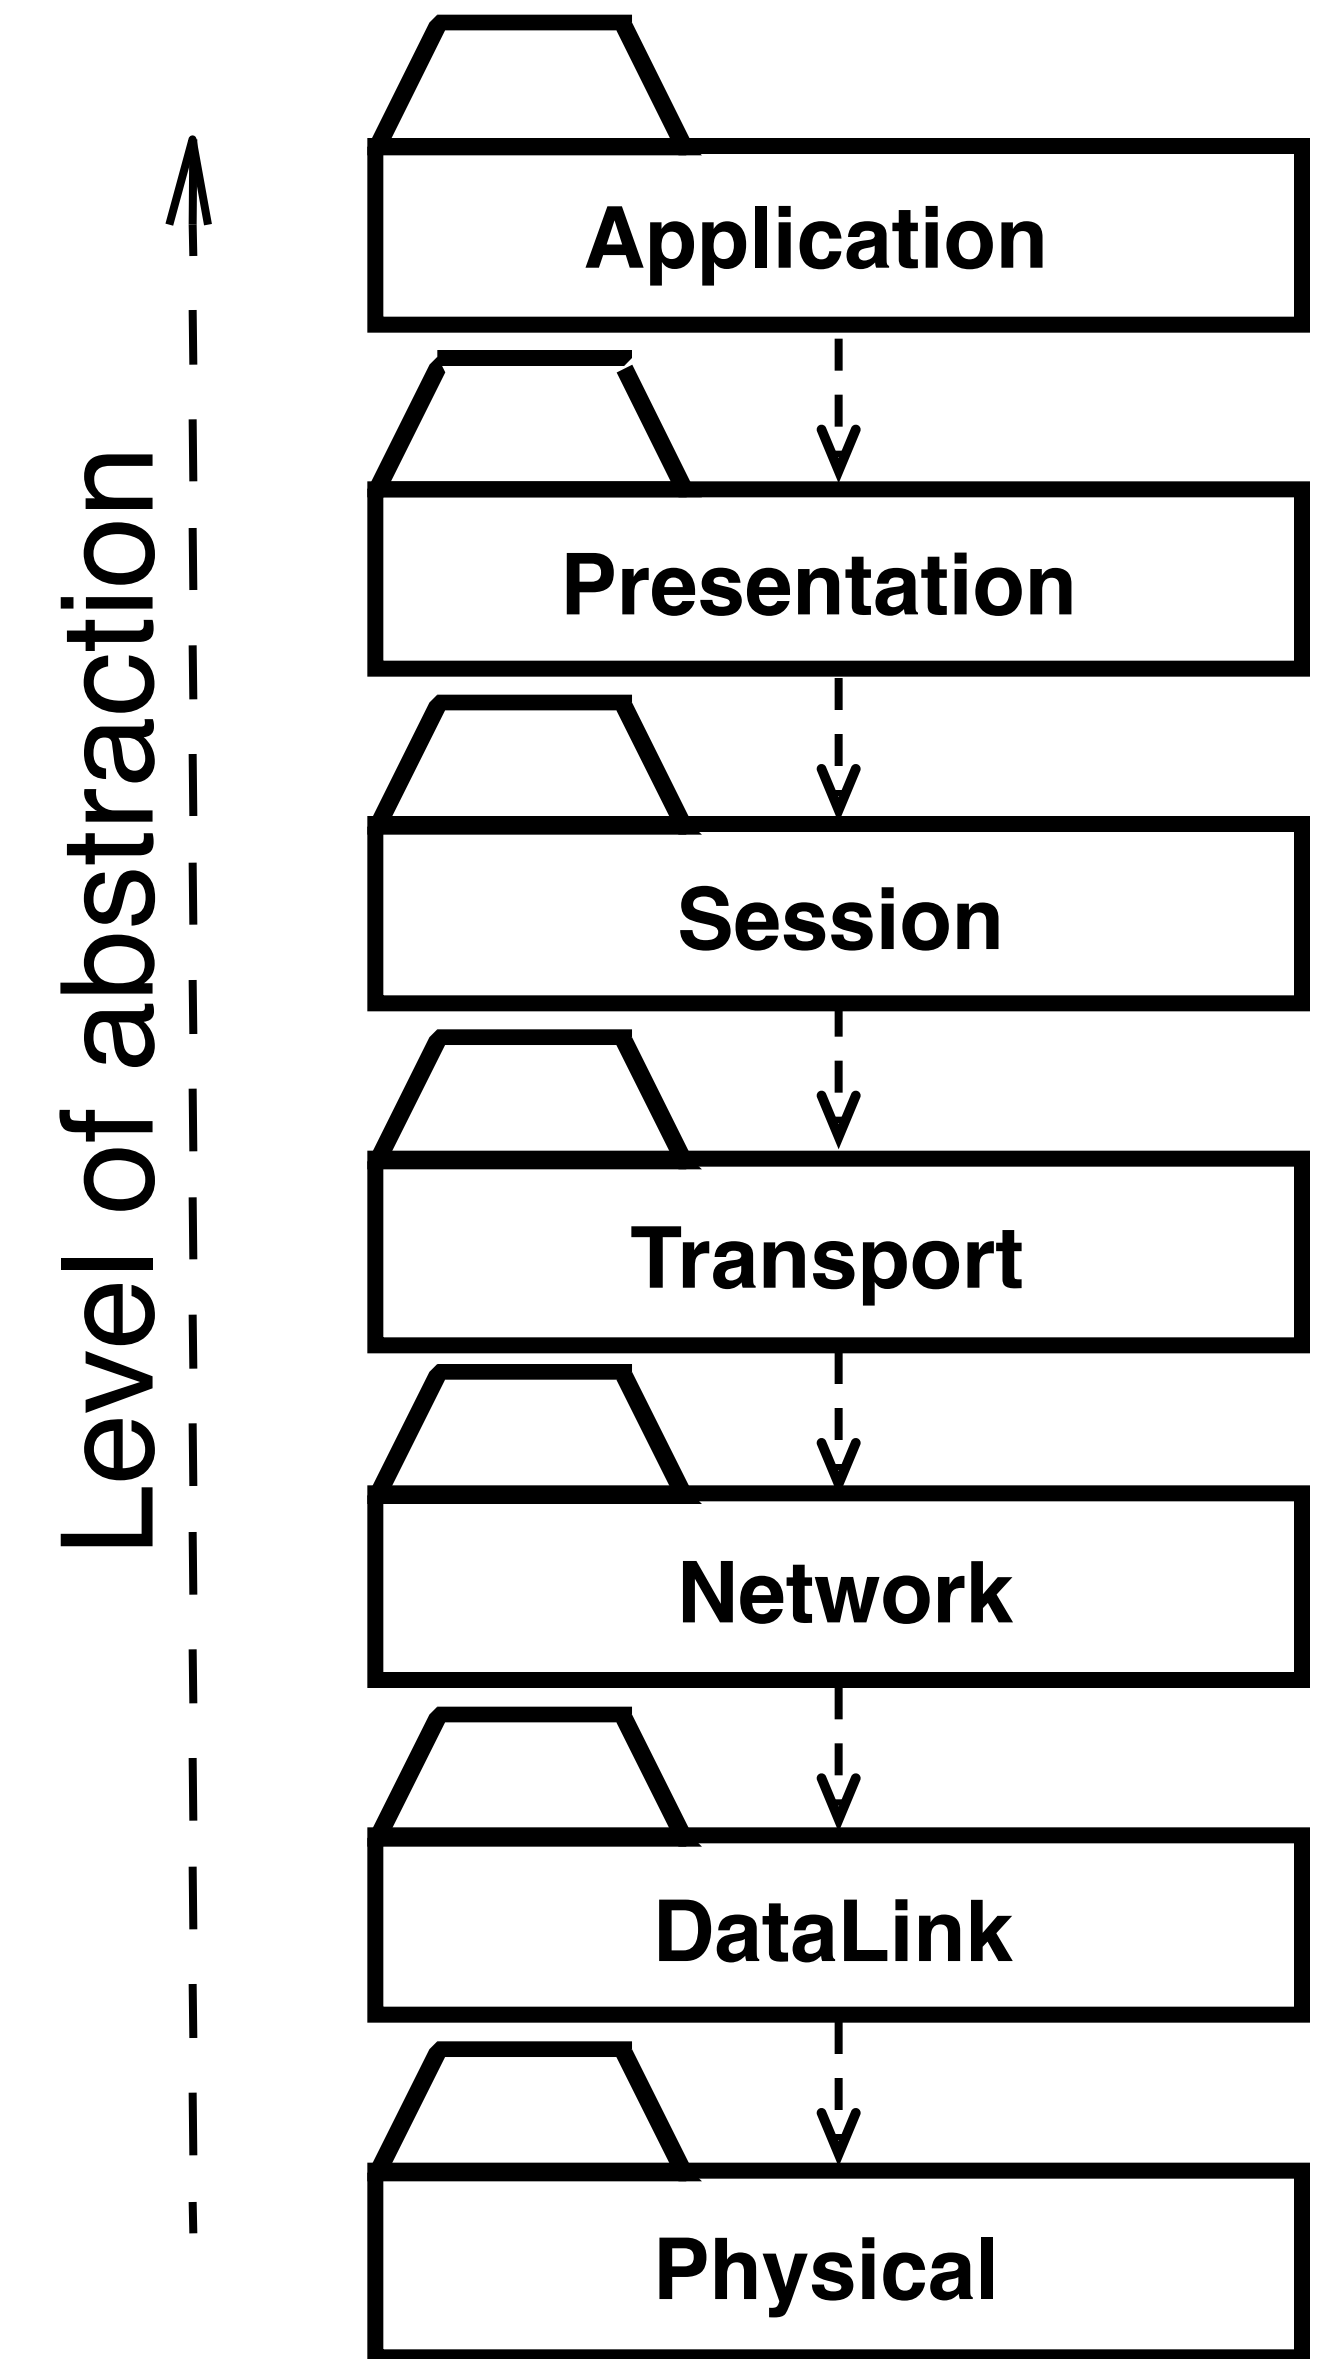 Level of abstraction
Application
Presentation
Session
Transport
Network
DataLink
Physical